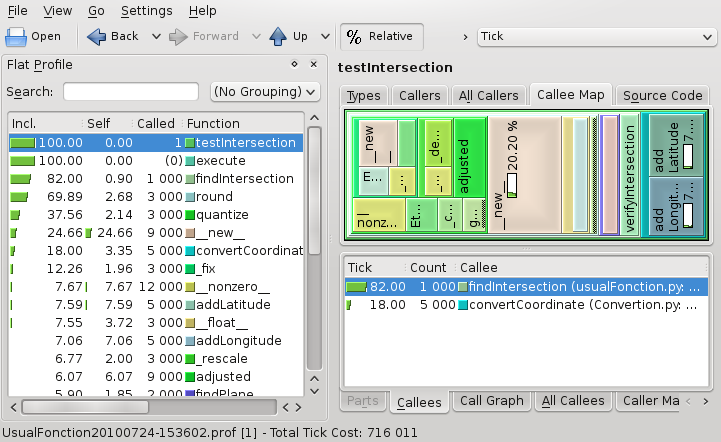 File View Go Settings Help
Open Back Forward Up % Relative › Tick
Flat Profile
Search: (No Grouping)
Incl. Self Called Function
100.00 0.00 1 testIntersection
100.00 0.00 (0) execute
82.00 0.90 1 000 findIntersection
69.89 2.68 3 000 round
37.56 2.14 3 000 quantize
24.66 24.66 9 000 __new__
18.00 3.35 5 000 convertCoordinat
12.26 1.96 3 000 _fix
7.67 7.67 12 000 __nonzero__
7.59 7.59 5 000 addLatitude
7.55 3.72 3 000 __float__
7.06 7.06 5 000 addLongitude
6.77 2.00 3 000 _rescale
6.07 6.07 9 000 adjusted
5.90 1.85 2 000 findPlane
testIntersection
Types Callers All Callers Callee Map Source Code
__new__
_de...
adjusted
E...
_...
_...
__nonz...
Et...
_c...
g...
__new__ 20.20 %
verifyIntersection
add Latitude 7...
add Longit... 7...
Tick Count Callee
82.00 1 000 findIntersection (usualFonction.py: ...
18.00 5 000 convertCoordinate (Convertion.py: ...
Parts Callees Call Graph All Callees Caller Ma
UsualFonction20100724-153602.prof [1] - Total Tick Cost: 716 011